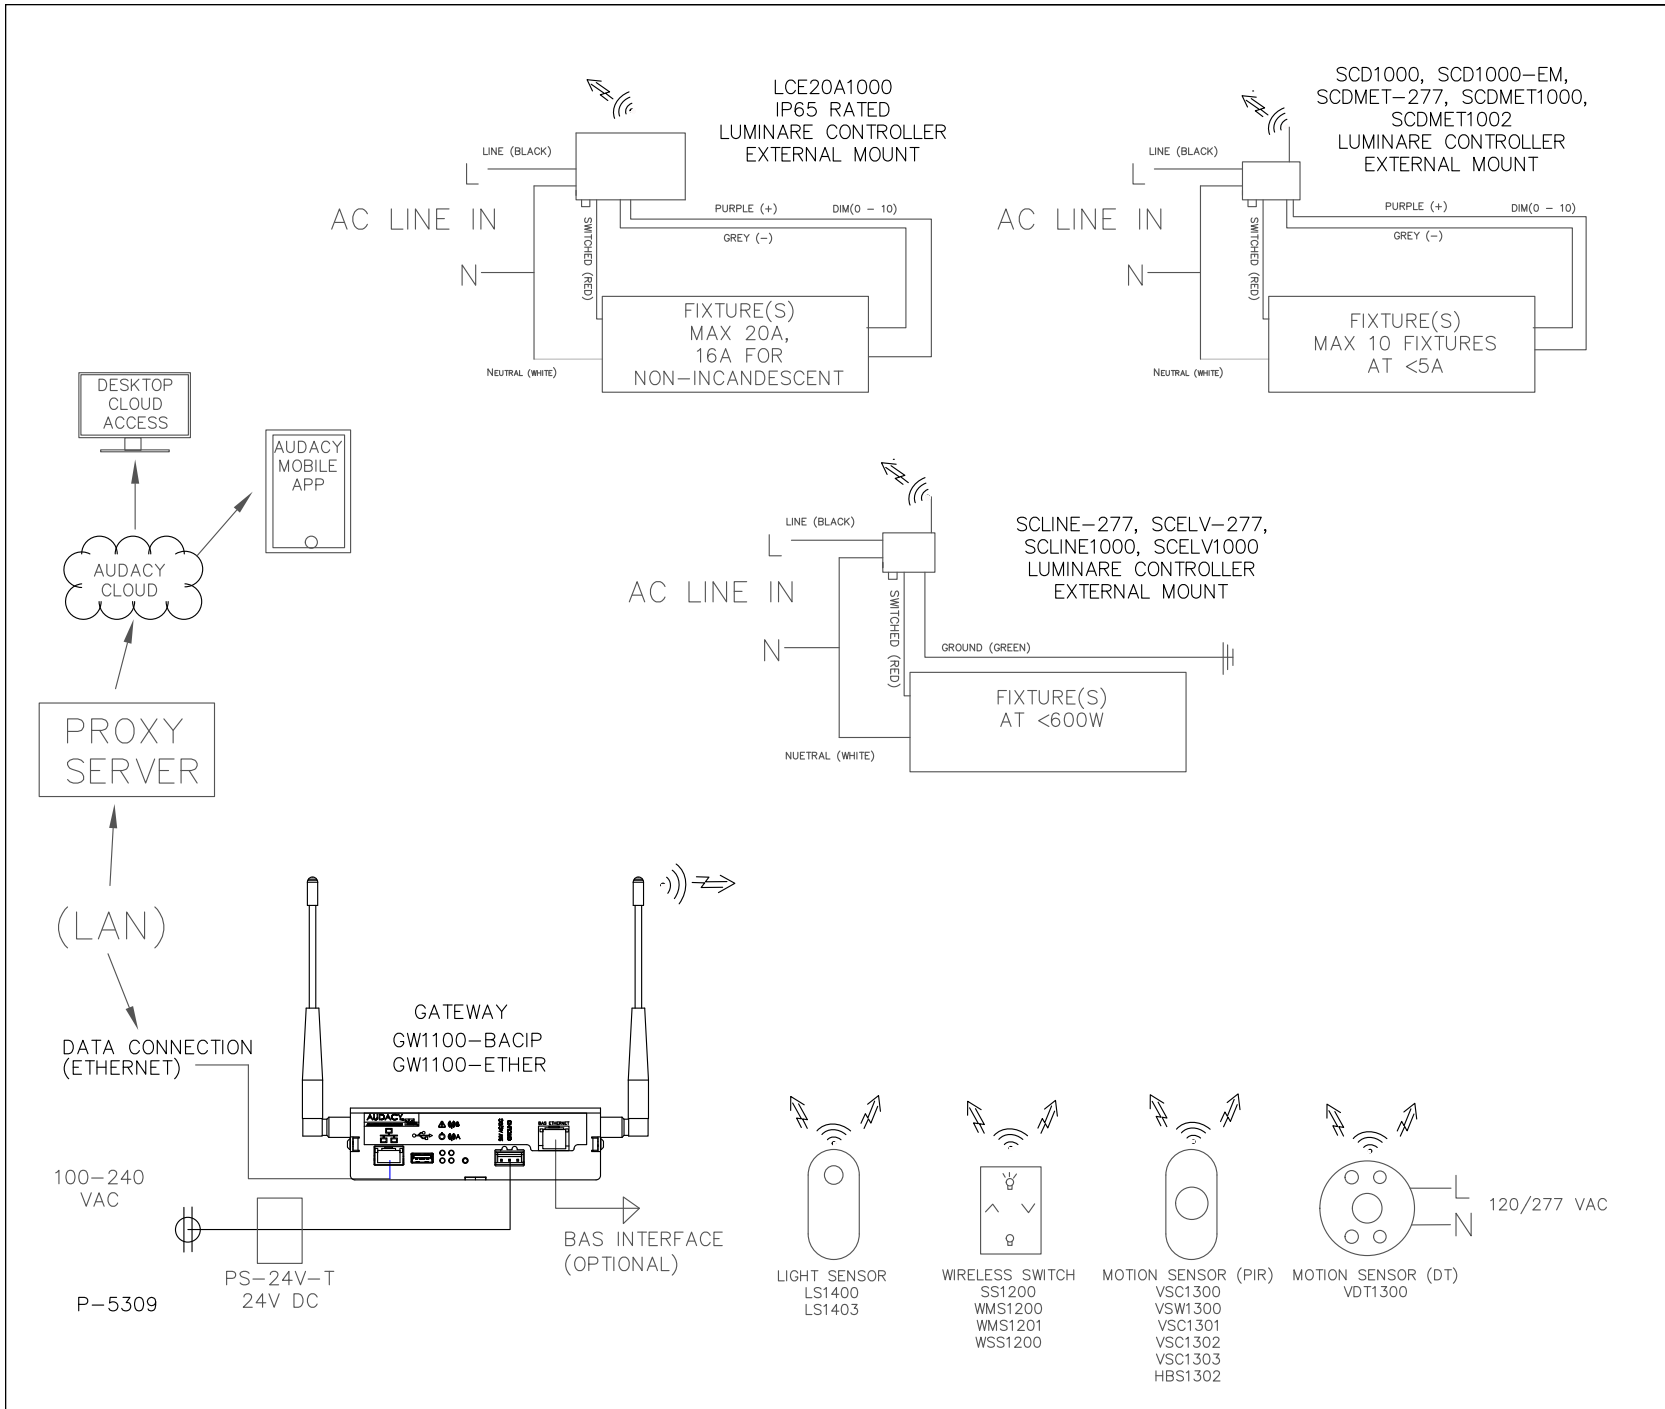 LCE20A1000
IP65 RATED
LUMINARE CONTROLLER
EXTERNAL MOUNT
LINE (BLACK)
L
AC LINE IN
N
SWITCHED (RED)
PURPLE (+)
DIM(0 - 10)
GREY (-)
FIXTURE(S)
MAX 20A,
16A FOR
NON-INCANDESCENT
NEUTRAL (WHITE)
SCD1000, SCD1000-EM,
SCDMET-277, SCDMET1000,
SCDMET1002
LUMINARE CONTROLLER
EXTERNAL MOUNT
LINE (BLACK)
L
AC LINE IN
N
SWITCHED (RED)
PURPLE (+)
DIM(0 - 10)
GREY (-)
FIXTURE(S)
MAX 10 FIXTURES
AT <5A
NEUTRAL (WHITE)
DESKTOP
CLOUD
ACCESS
AUDACY
MOBILE
APP
AUDACY
CLOUD
PROXY
SERVER
(LAN)
DATA CONNECTION
(ETHERNET)
SCLINE-277, SCELV-277,
SCLINE1000, SCELV1000
LUMINARE CONTROLLER
EXTERNAL MOUNT
LINE (BLACK)
L
AC LINE IN
N
SWITCHED (RED)
GROUND (GREEN)
FIXTURE(S)
AT <600W
NUETRAL (WHITE)
GATEWAY
GW1100-BACIP
GW1100-ETHER
AUDACY
BAS ETHERNET
100-240
VAC
PS-24V-T
24V DC
BAS INTERFACE
(OPTIONAL)
P-5309
LIGHT SENSOR
LS1400
LS1403
WIRELESS SWITCH
SS1200
WMS1200
WMS1201
WSS1200
MOTION SENSOR (PIR)
VSC1300
VSW1300
VSC1301
VSC1302
VSC1303
HBS1302
MOTION SENSOR (DT)
VDT1300
L
N
120/277 VAC